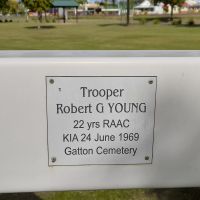 Trooper
Robert G YOUNG
22 yrs RAAC
KIA 24 June 1969
Gatton Cemetery